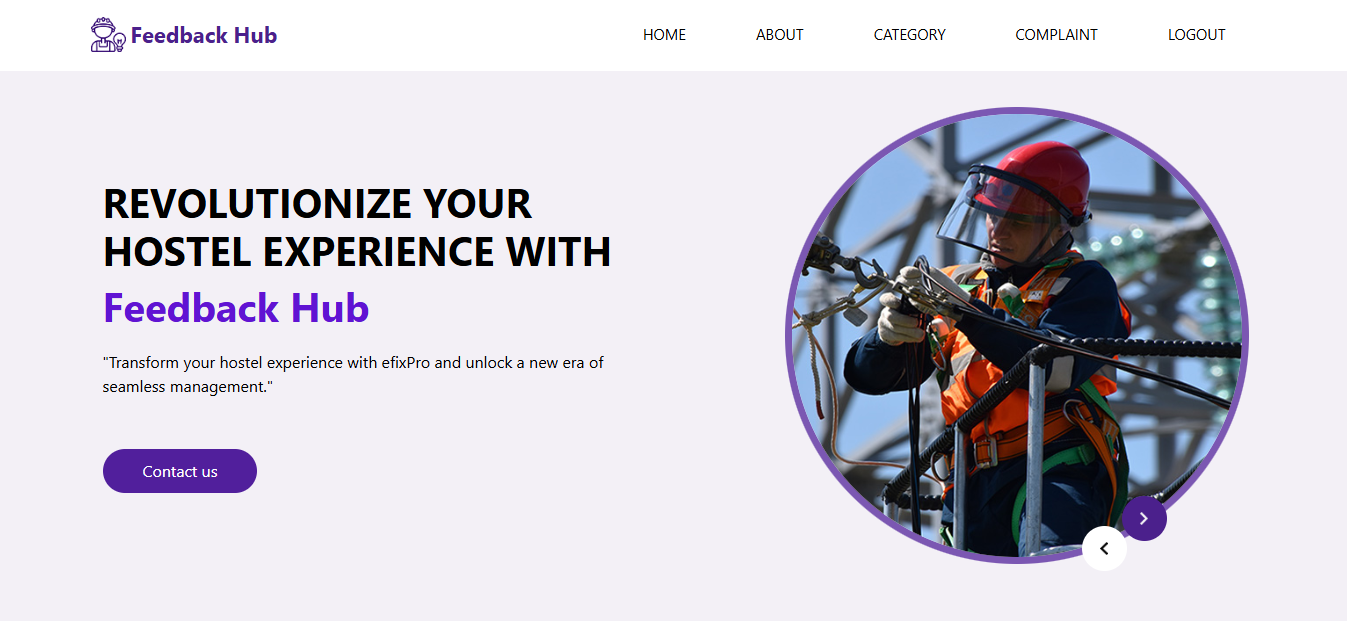 Feedback Hub
HOME
ABOUT
CATEGORY
COMPLAINT
LOGOUT
REVOLUTIONIZE YOUR
HOSTEL EXPERIENCE WITH
Feedback Hub
"Transform your hostel experience with efixPro and unlock a new era of
seamless management."
Contact us